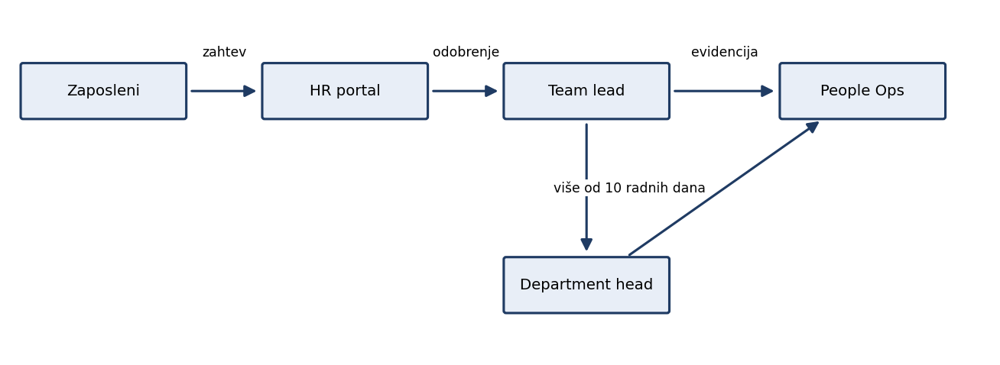 zahtev
odobrenje
evidencija
Zaposleni
HR portal
Team lead
People Ops
više od 10 radnih dana
Department head